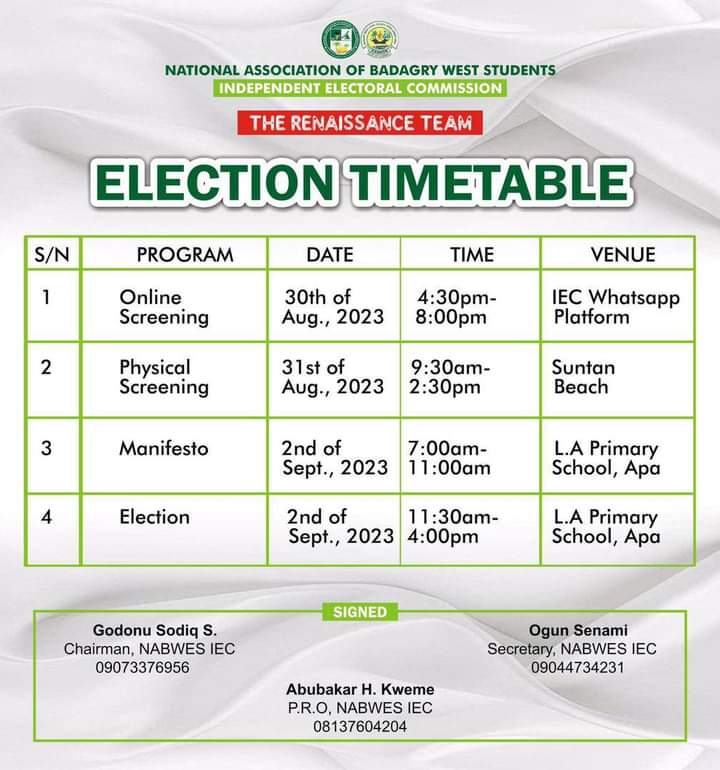 NATIONAL ASSOCIATION OF BADAGRY WEST STUDENTS
INDEPENDENT ELECTORAL COMMISSION
THE RENAISSANCE TEAM
ELECTION TIMETABLE
S/N PROGRAM DATE TIME VENUE
1 Online 30th of 4:30pm- IEC Whatsapp
Screening Aug., 2023 8:00pm Platform
2 Physical 31st of 9:30am- Suntan
Screening Aug., 2023 2:30pm Beach
3 Manifesto 2nd of 7:00am- L.A Primary
Sept., 2023 11:00am School, Apa
4 Election 2nd of 11:30am- L.A Primary
Sept., 2023 4:00pm School, Apa
SIGNED
Godonu Sodiq S.
Chairman, NABWES IEC
09073376956
Ogun Senami
Secretary, NABWES IEC
09044734231
Abubakar H. Kweme
P.R.O, NABWES IEC
08137604204